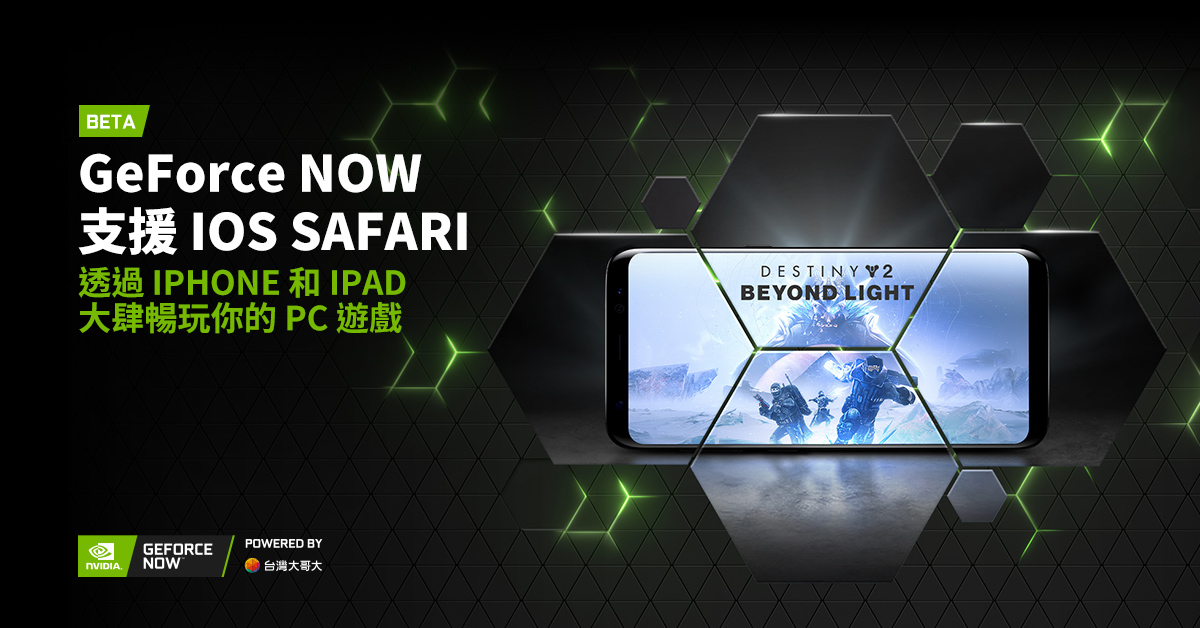 BETA
GeForce NOW
支援 IOS SAFARI
透過 IPHONE 和 IPAD
大肆暢玩你的 PC 遊戲
DESTINY 2
BEYOND LIGHT
NVIDIA.
GEFORCE
NOW™
POWERED BY
台灣大哥大